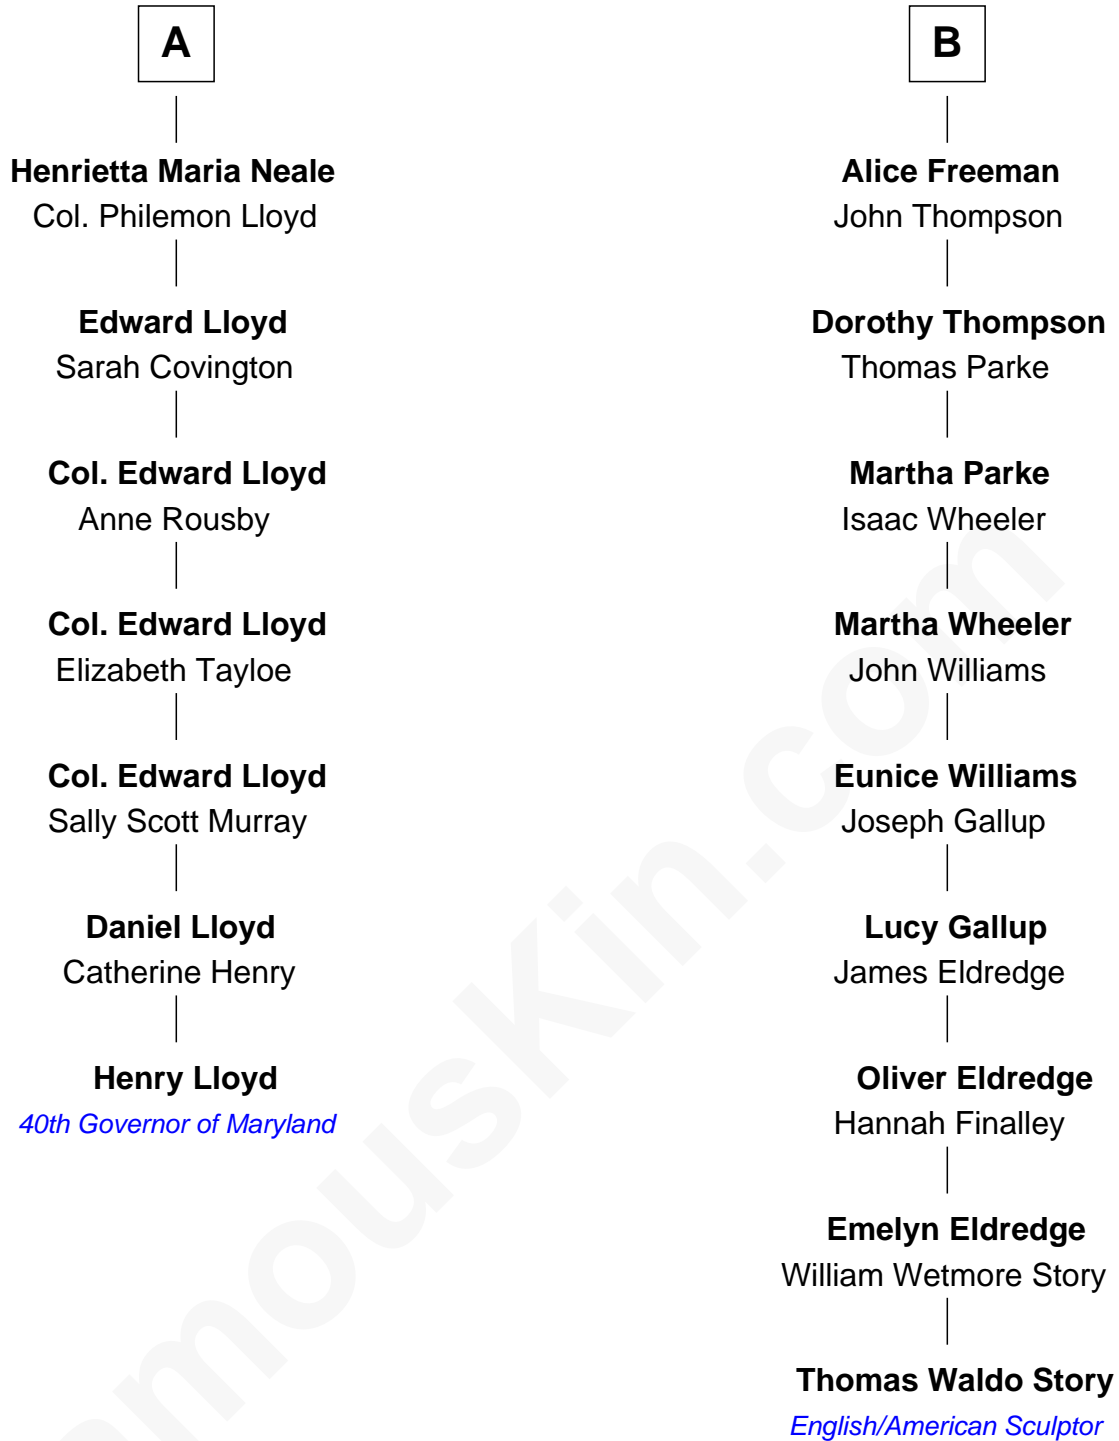 A
Henrietta Maria Neale
Col. Philemon Lloyd
Edward Lloyd
Sarah Covington
Col. Edward Lloyd
Anne Rousby
Col. Edward Lloyd
Elizabeth Tayloe
Col. Edward Lloyd
Sally Scott Murray
Daniel Lloyd
Catherine Henry
Henry Lloyd
40th Governor of Maryland
B
Alice Freeman
John Thompson
Dorothy Thompson
Thomas Parke
Martha Parke
Isaac Wheeler
Martha Wheeler
John Williams
Eunice Williams
Joseph Gallup
Lucy Gallup
James Eldredge
Oliver Eldredge
Hannah Finalley
Emelyn Eldredge
William Wetmore Story
Thomas Waldo Story
English/American Sculptor
amouskin.com